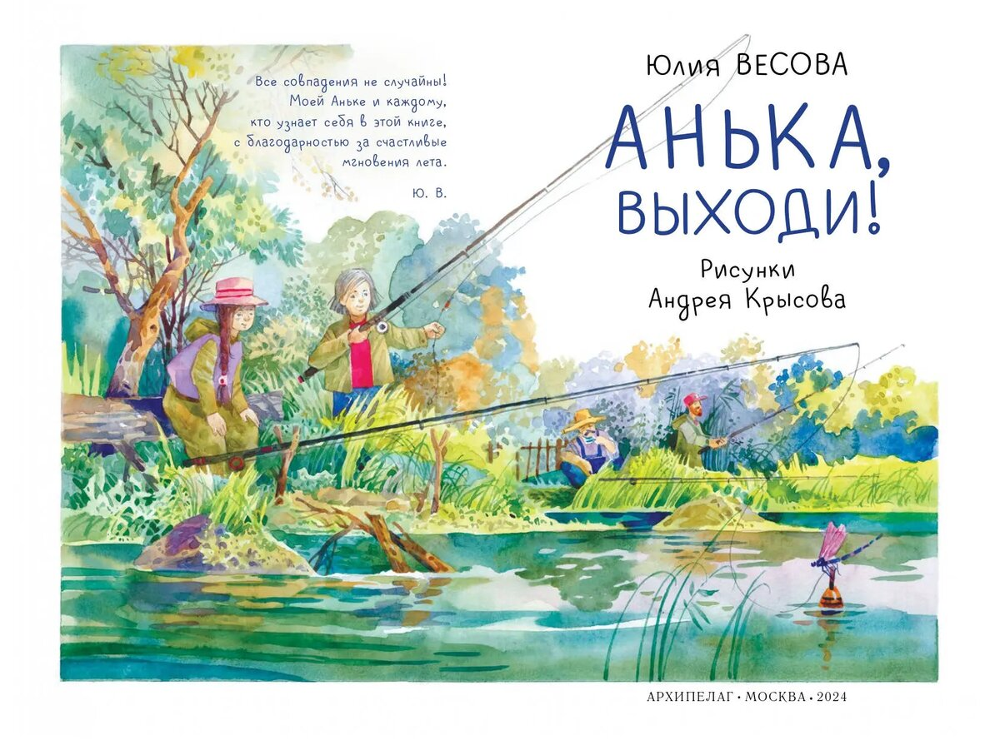 Все совпадения не случайны!
Моей Аньке и каждому,
кто узнает себя в этой книге,
с благодарностью за счастливые
мгновения лета.
Ю. В.
Юлия ВЕСОВА
АНЬКА,
ВЫХОДИ!
Рисунки
Андрея Крысова
АРХИПЕЛАГ • МОСКВА • 2024